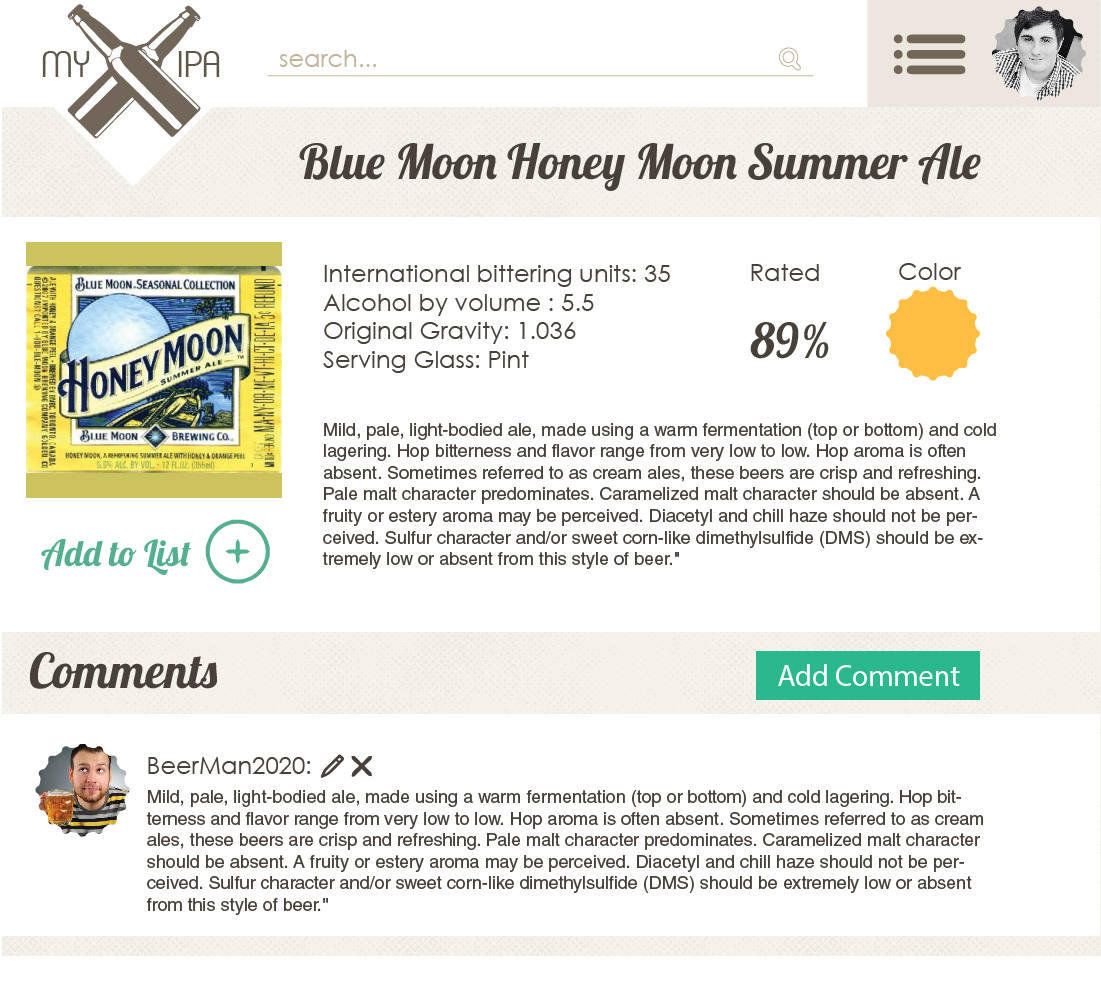 MY IPA
search...
Blue Moon Honey Moon Summer Ale
BLUE MOON SEASONAL COLLECTION
HONEY MOON
SUMMER ALE
BLUE MOON BREWING CO.
HONEY MOON, A REFRESHING SUMMER ALE WITH HONEY & ORANGE PEEL
ALC. BY VOL. · 12 FL. OZ. (355ml)
Add to List
International bittering units: 35
Alcohol by volume : 5.5
Original Gravity: 1.036
Serving Glass: Pint
Rated
89%
Color
Mild, pale, light-bodied ale, made using a warm fermentation (top or bottom) and cold
lagering. Hop bitterness and flavor range from very low to low. Hop aroma is often
absent. Sometimes referred to as cream ales, these beers are crisp and refreshing.
Pale malt character predominates. Caramelized malt character should be absent. A
fruity or estery aroma may be perceived. Diacetyl and chill haze should not be per-
ceived. Sulfur character and/or sweet corn-like dimethylsulfide (DMS) should be ex-
tremely low or absent from this style of beer."
Comments
Add Comment
BeerMan2020:
Mild, pale, light-bodied ale, made using a warm fermentation (top or bottom) and cold lagering. Hop bit-
terness and flavor range from very low to low. Hop aroma is often absent. Sometimes referred to as cream
ales, these beers are crisp and refreshing. Pale malt character predominates. Caramelized malt character
should be absent. A fruity or estery aroma may be perceived. Diacetyl and chill haze should not be per-
ceived. Sulfur character and/or sweet corn-like dimethylsulfide (DMS) should be extremely low or absent
from this style of beer."